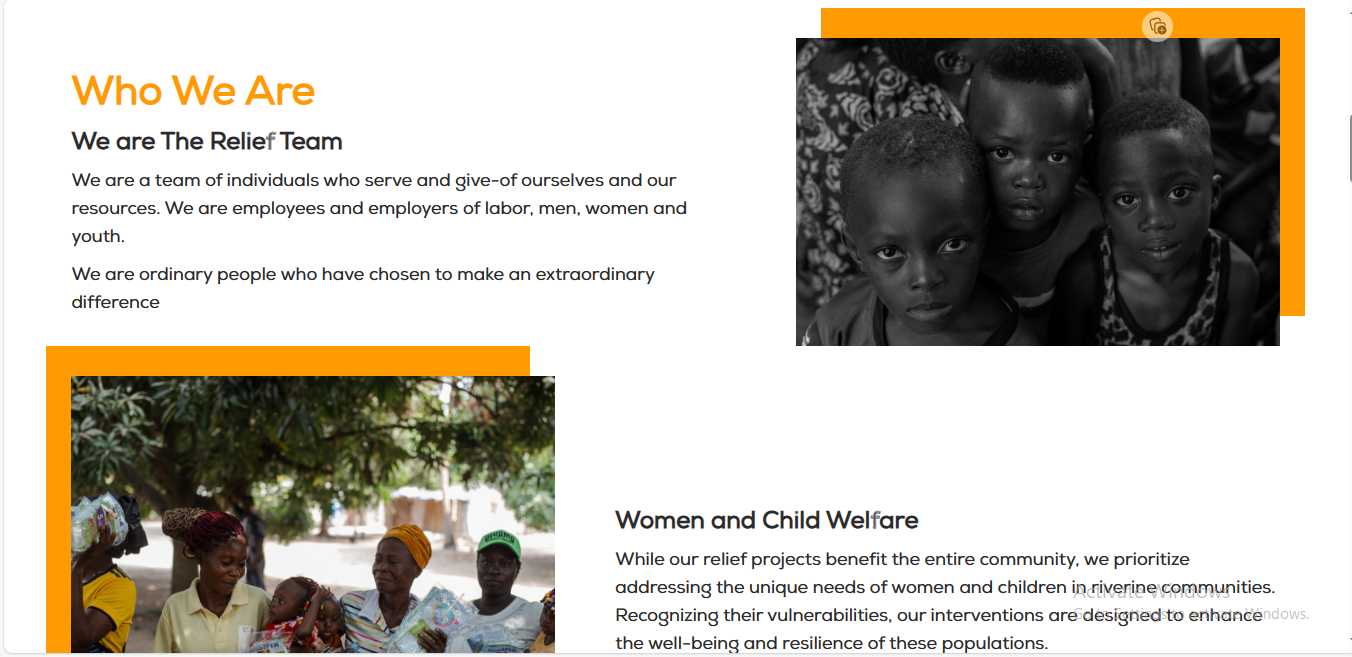 Who We Are
We are The Relief Team
We are a team of individuals who serve and give-of ourselves and our
resources. We are employees and employers of labor, men, women and
youth.
We are ordinary people who have chosen to make an extraordinary
difference
Women and Child Welfare
While our relief projects benefit the entire community, we prioritize
addressing the unique needs of women and children in riverine communities.
Recognizing their vulnerabilities, our interventions are designed to enhance
the well-being and resilience of these populations.
Activate Windows
Go to Settings to activate Windows.